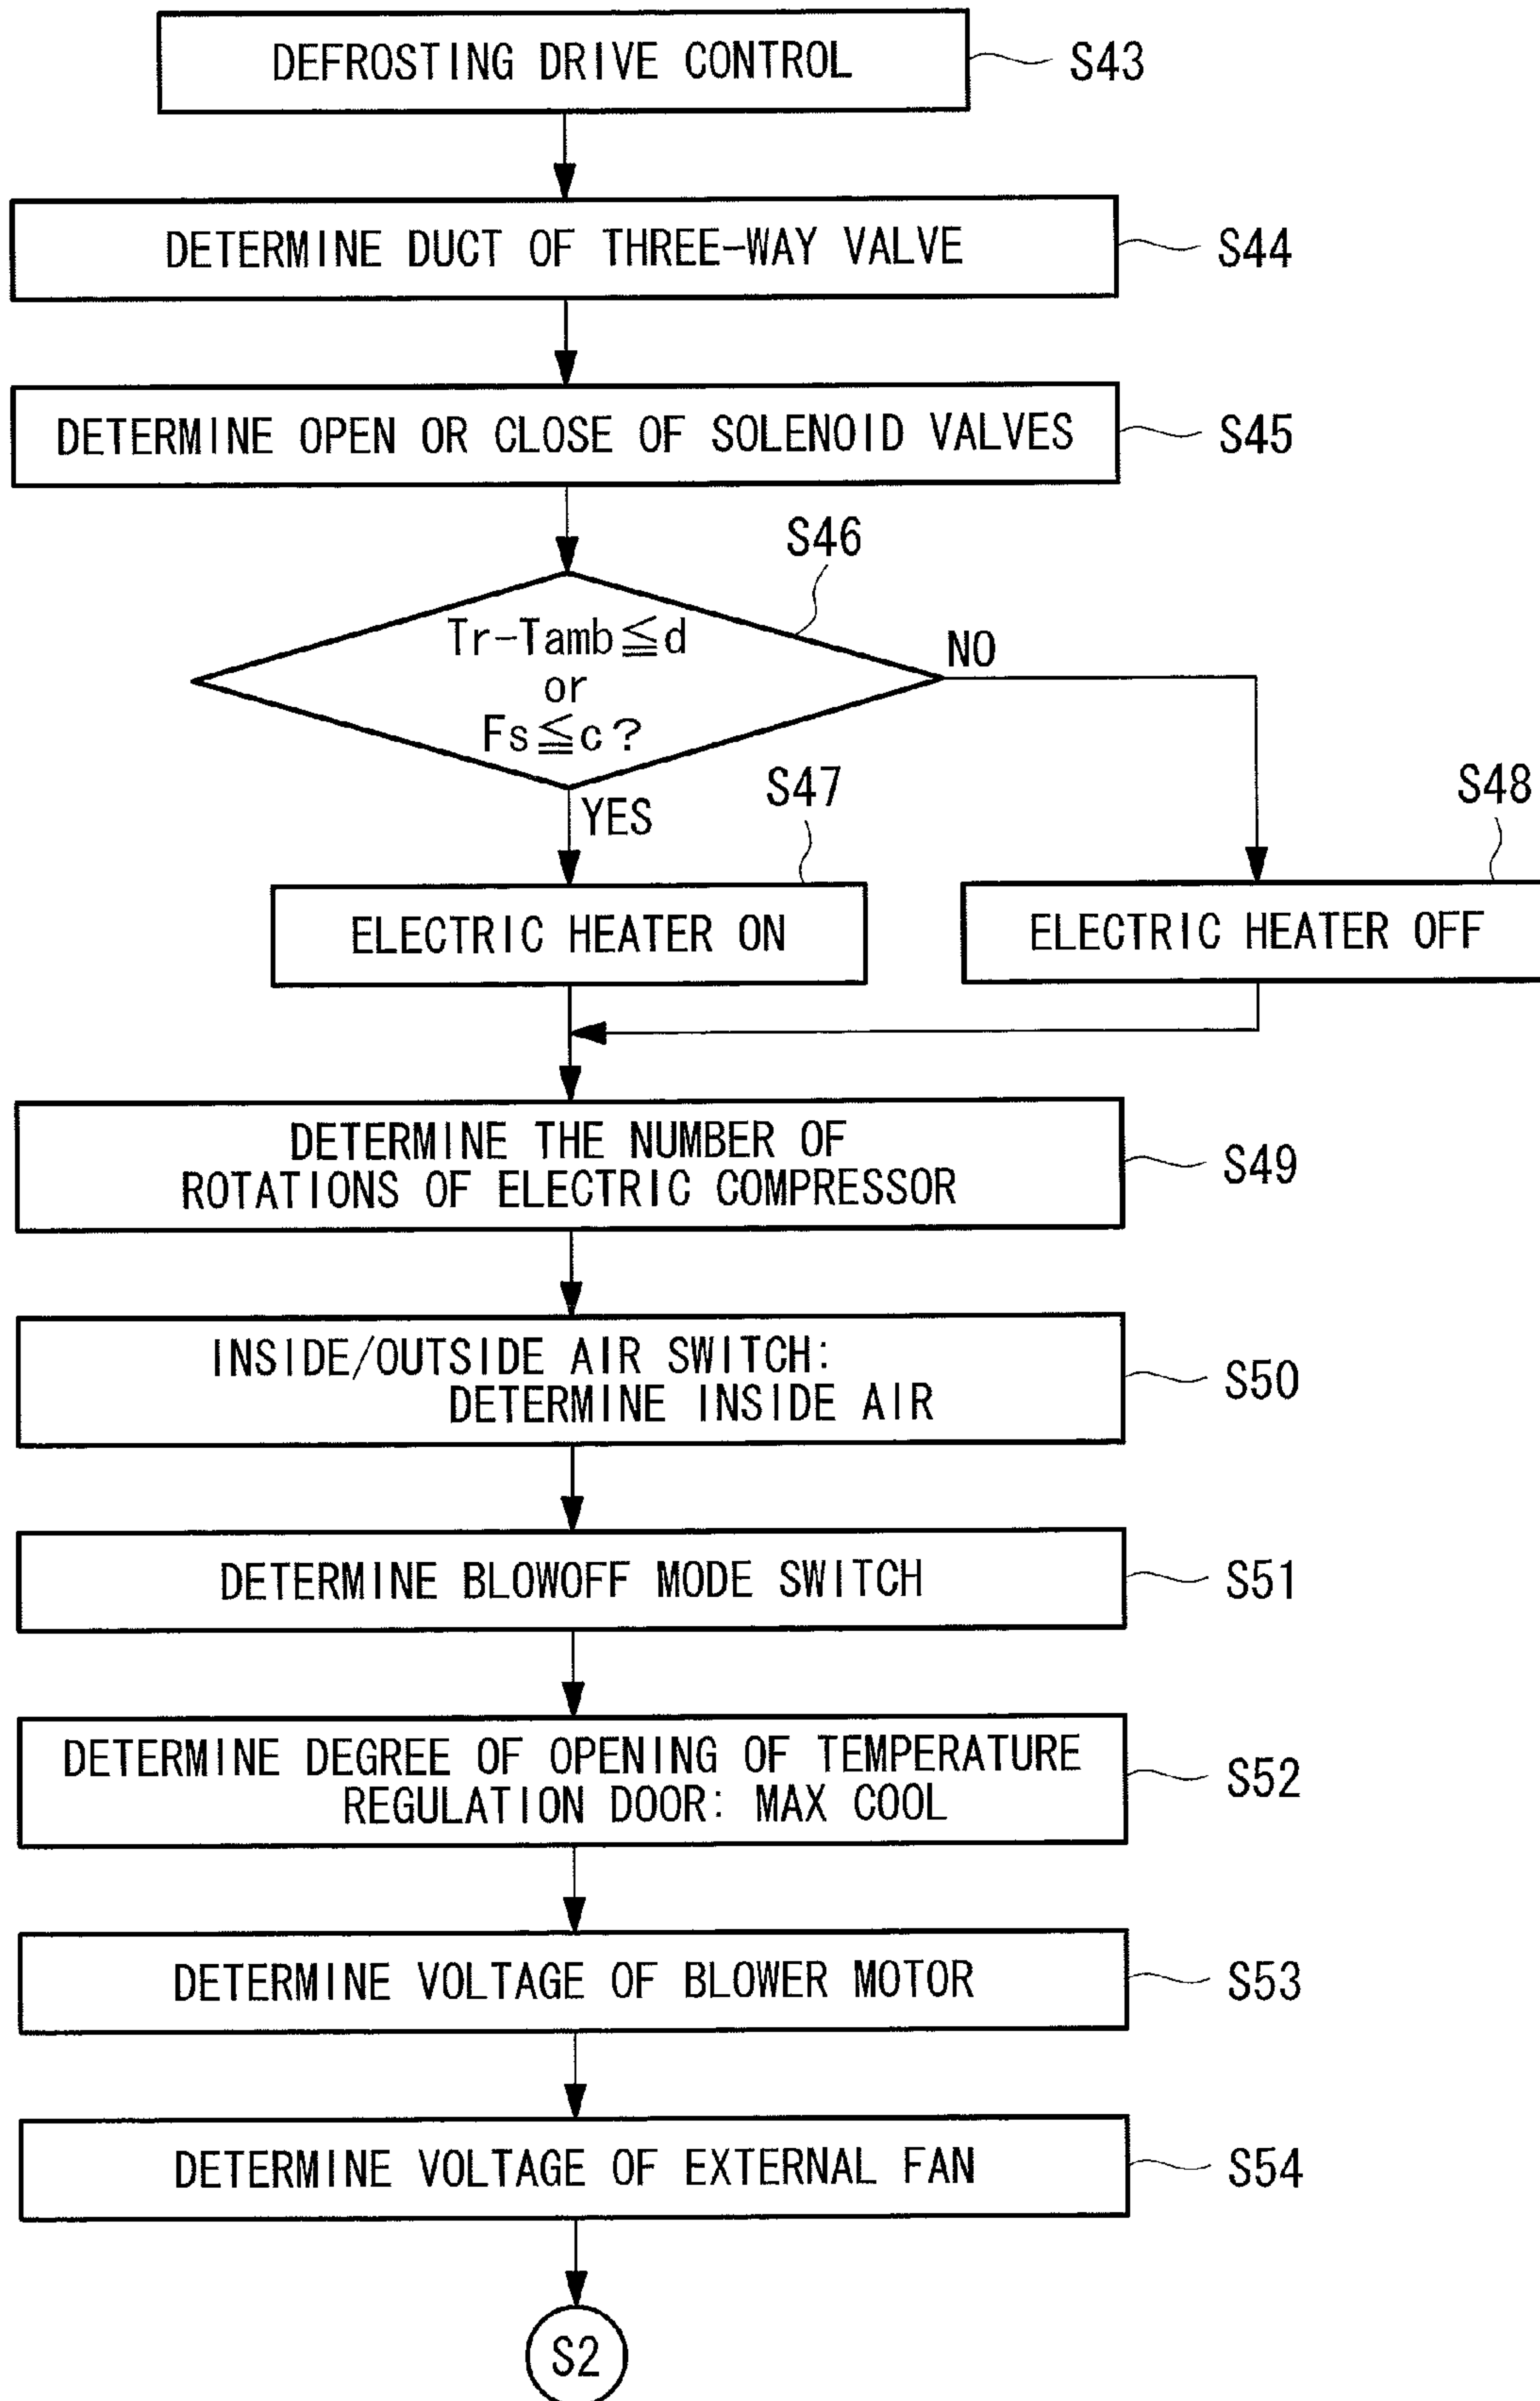 DEFROSTING DRIVE CONTROL
S43
DETERMINE DUCT OF THREE-WAY VALVE
S44
DETERMINE OPEN OR CLOSE OF SOLENOID VALVES
S45
S46
Tr-Tamb≦d
or
Fs≦c?
NO
YES
S47
S48
ELECTRIC HEATER ON
ELECTRIC HEATER OFF
DETERMINE THE NUMBER OF
ROTATIONS OF ELECTRIC COMPRESSOR
S49
INSIDE/OUTSIDE AIR SWITCH:
DETERMINE INSIDE AIR
S50
DETERMINE BLOWOFF MODE SWITCH
S51
DETERMINE DEGREE OF OPENING OF TEMPERATURE
REGULATION DOOR: MAX COOL
S52
DETERMINE VOLTAGE OF BLOWER MOTOR
S53
DETERMINE VOLTAGE OF EXTERNAL FAN
S54
S2